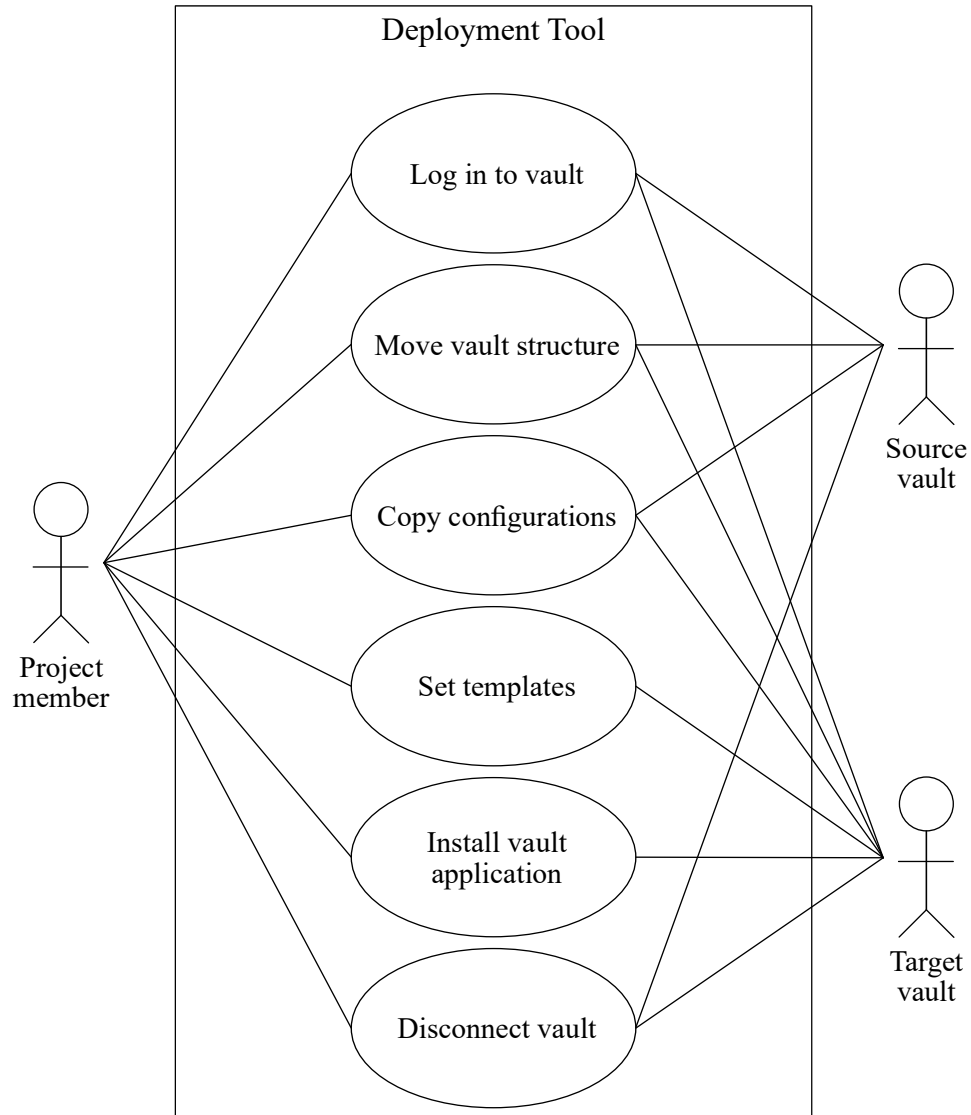 Deployment Tool
Log in to vault
Move vault structure
Source
vault
Copy configurations
Project
member
Set templates
Install vault
application
Target
vault
Disconnect vault